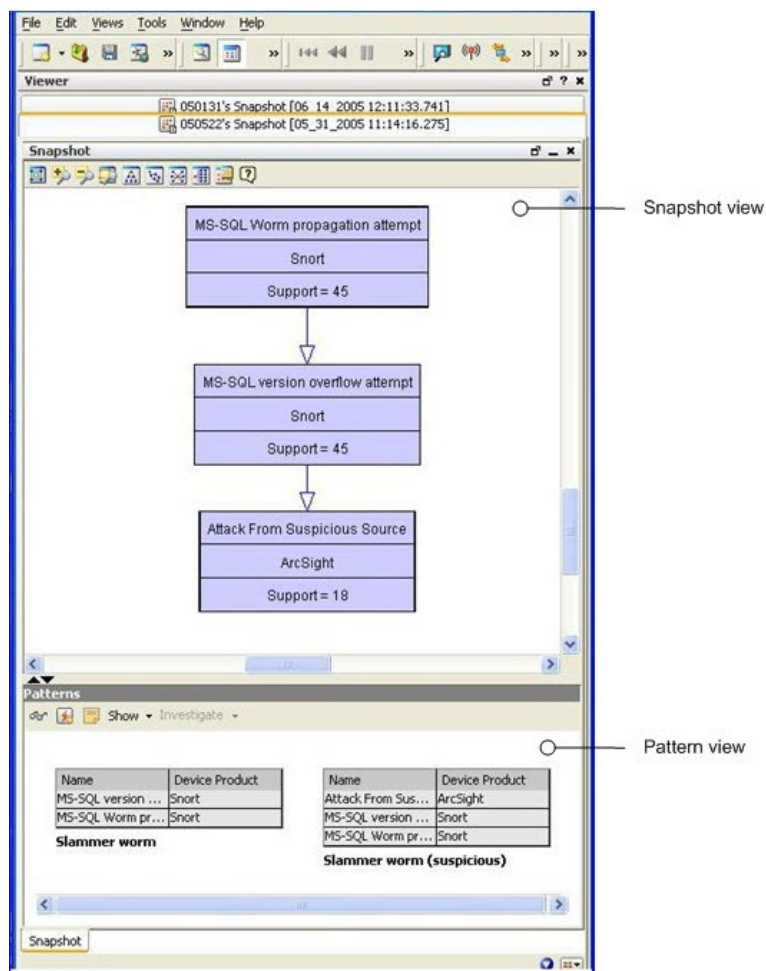 File Edit Views Tools Window Help
Viewer
050131's Snapshot [06_14_2005 12:11:33.741]
050522's Snapshot [05_31_2005 11:14:16.275]
Snapshot
MS-SQL Worm propagation attempt
Snort
Support = 45
MS-SQL version overflow attempt
Snort
Support = 45
Attack From Suspicious Source
ArcSight
Support = 18
Snapshot view
Patterns
Show Investigate
Pattern view
Name Device Product
MS-SQL version ... Snort
MS-SQL Worm pr... Snort
Slammer worm
Name Device Product
Attack From Sus... ArcSight
MS-SQL version ... Snort
MS-SQL Worm pr... Snort
Slammer worm (suspicious)
Snapshot